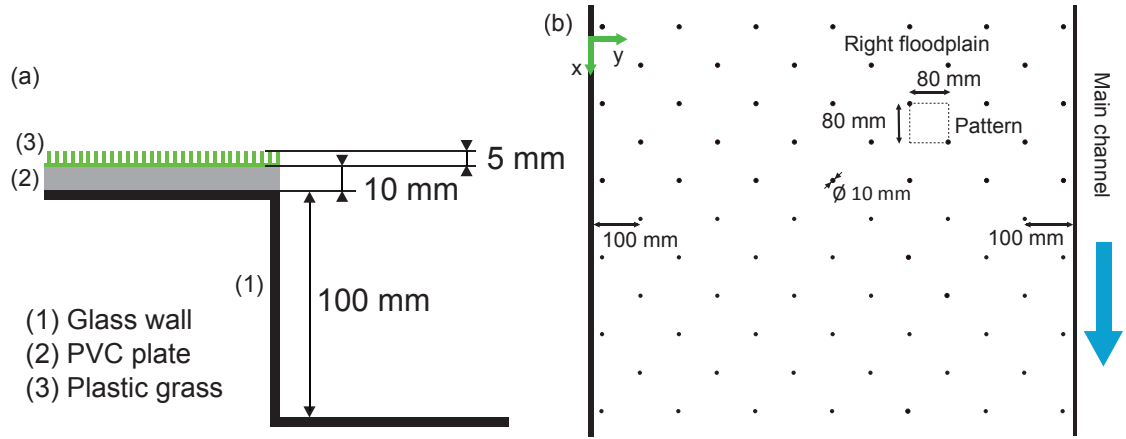 (a)
(3)
(2)
5 mm
10 mm
(1)
100 mm
(1) Glass wall
(2) PVC plate
(3) Plastic grass
(b)
y
x
Right floodplain
80 mm
80 mm
Pattern
Ø 10 mm
100 mm
100 mm
Main channel